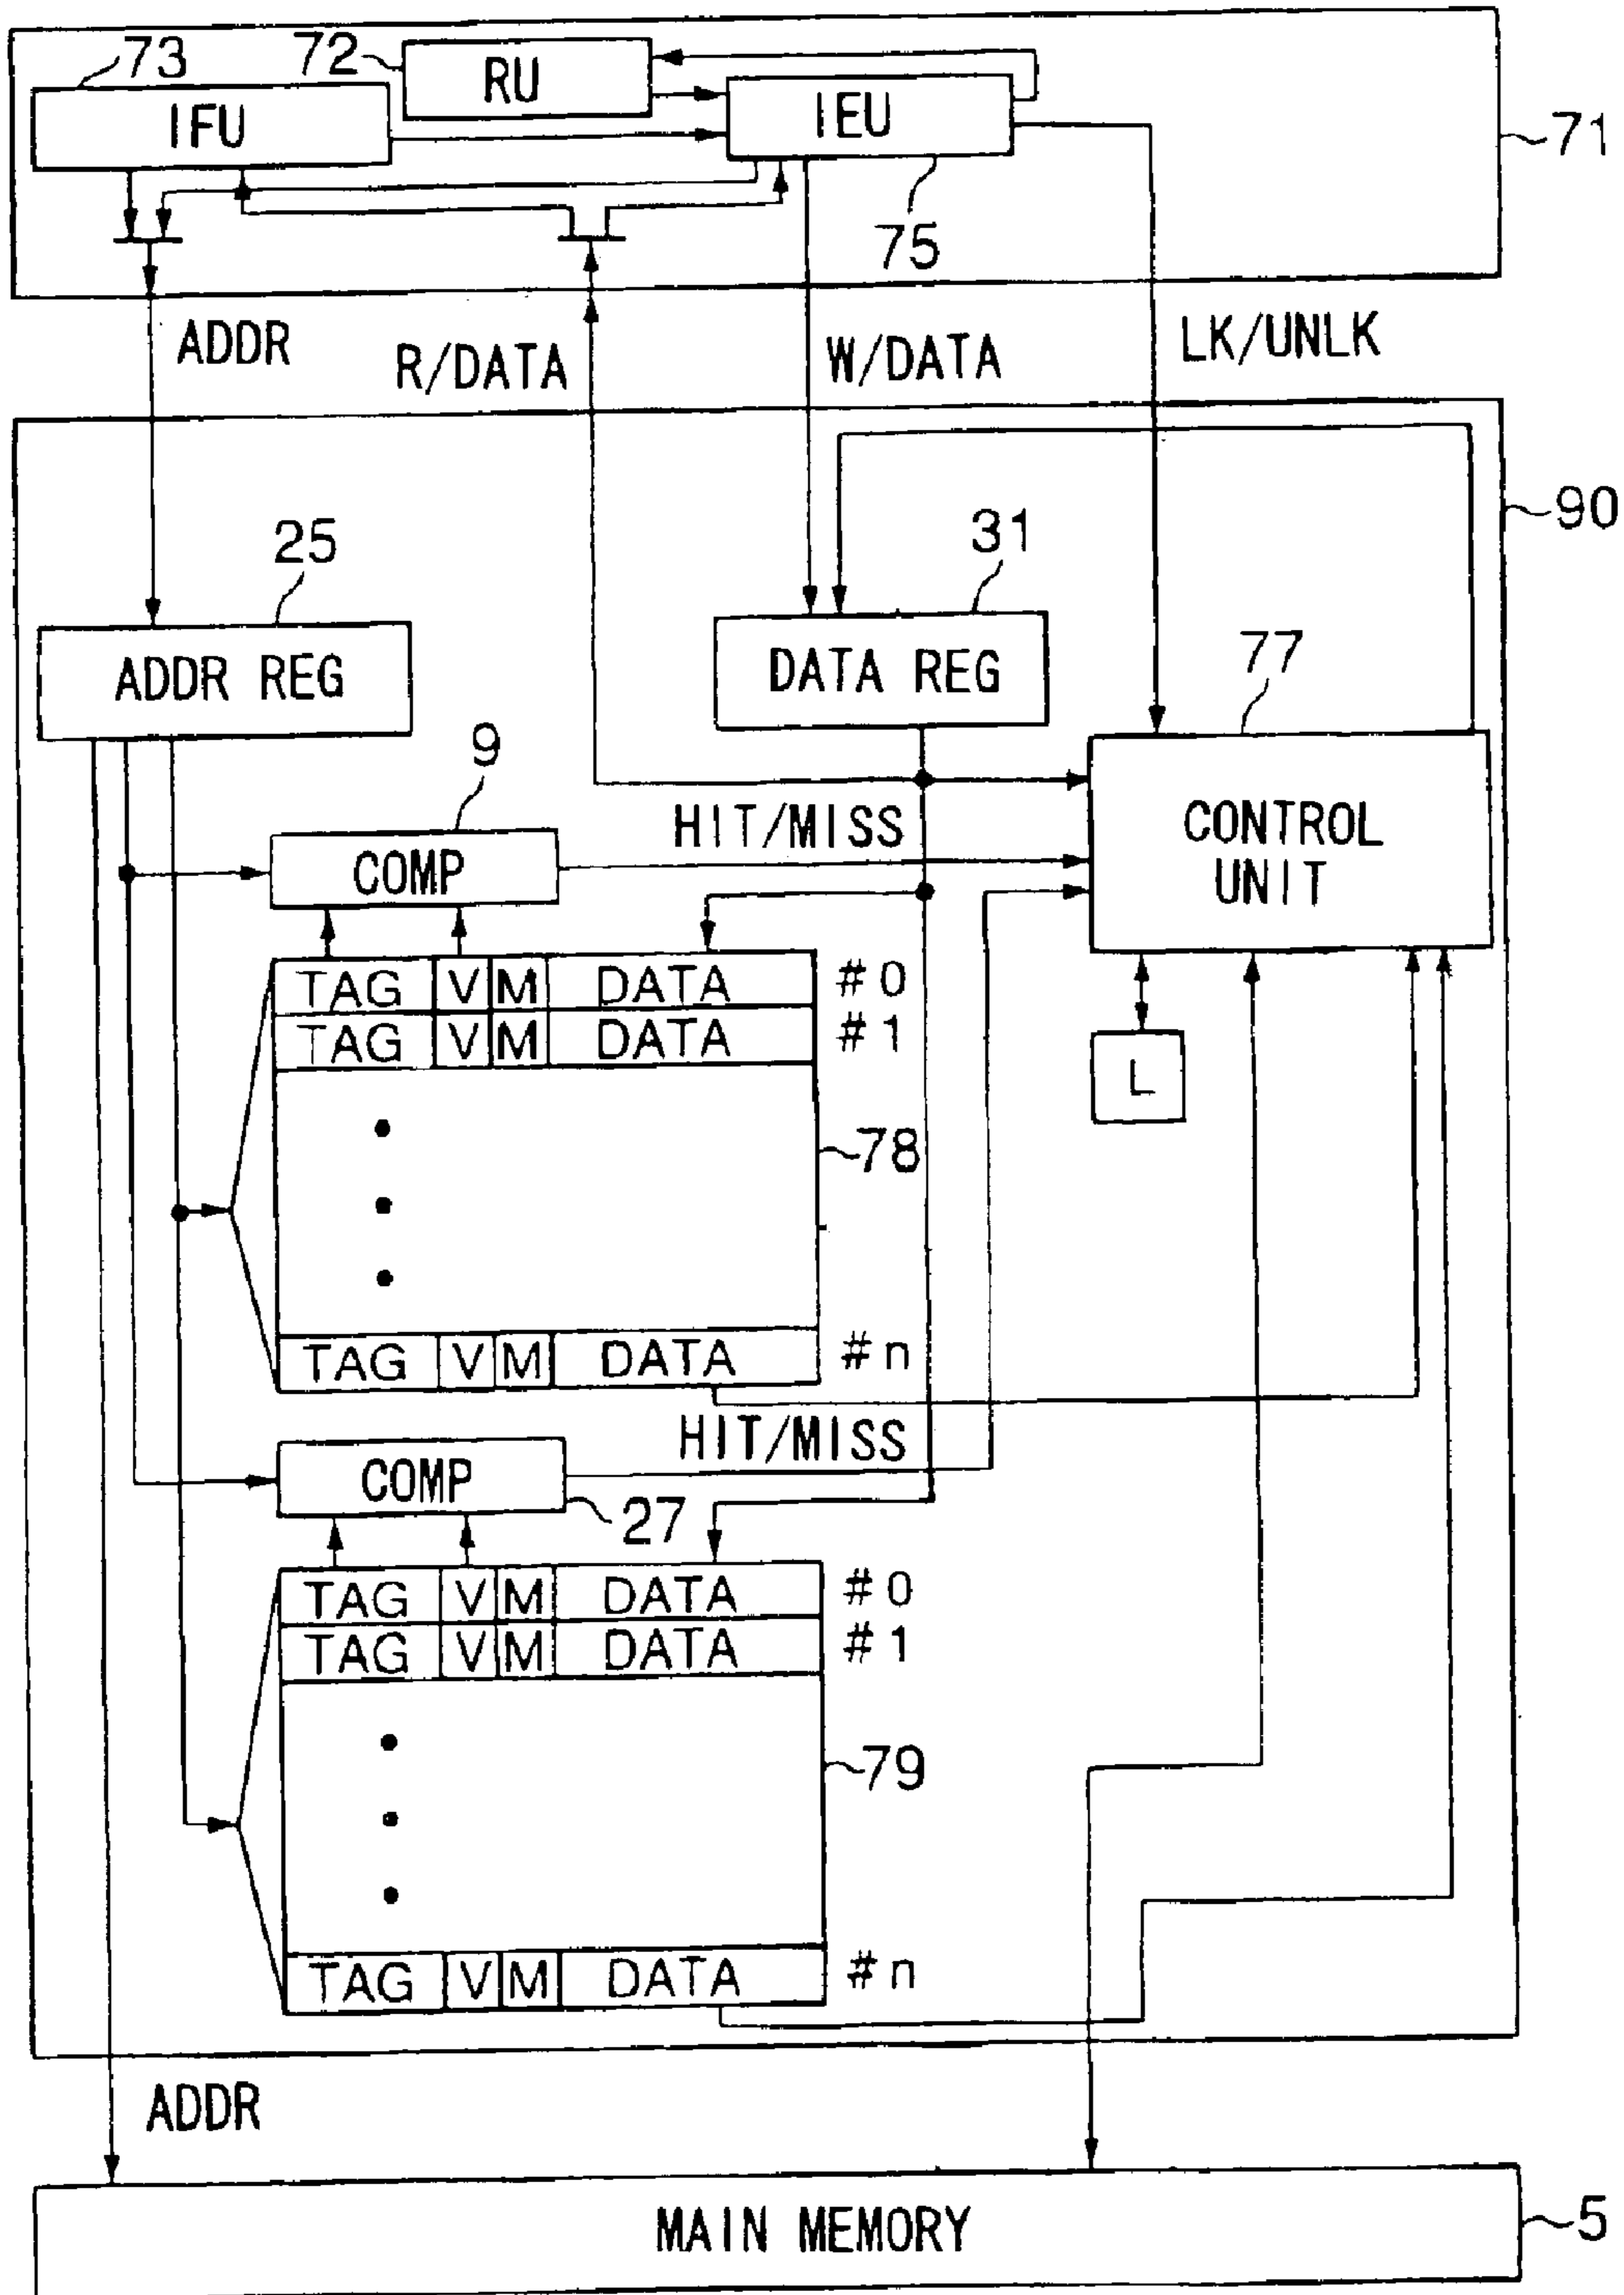 73
72
RU
IFU
IEU
71
75
ADDR
R/DATA
W/DATA
LK/UNLK
90
25
31
ADDR REG
DATA REG
77
9
HIT/MISS
COMP
CONTROL
UNIT
TAG V M DATA #0
TAG V M DATA #1
L
78
TAG V M DATA #n
HIT/MISS
COMP
27
TAG V M DATA #0
TAG V M DATA #1
79
TAG V M DATA #n
ADDR
MAIN MEMORY
5